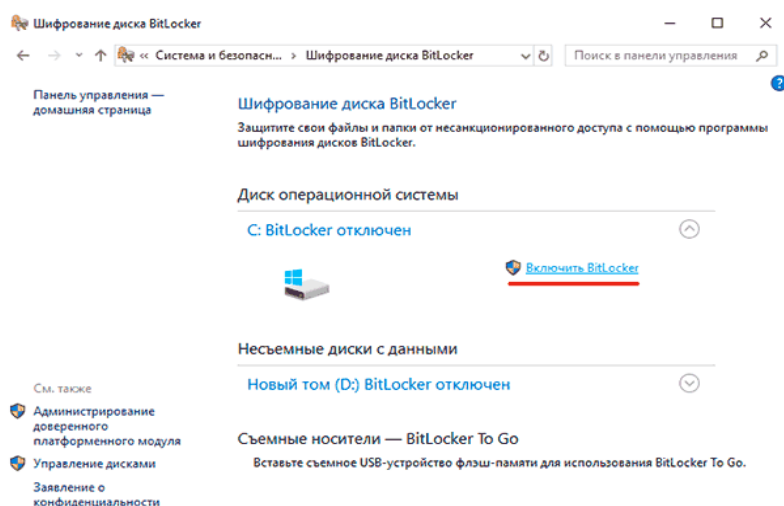 Шифрование диска BitLocker
« Система и безопасн... › Шифрование диска BitLocker
Поиск в панели управления
Панель управления —
домашняя страница
Шифрование диска BitLocker
Защитите свои файлы и папки от несанкционированного доступа с помощью программы
шифрования дисков BitLocker.
Диск операционной системы
C: BitLocker отключен
Включить BitLocker
Несъемные диски с данными
Новый том (D:) BitLocker отключен
Съемные носители — BitLocker To Go
Вставьте съемное USB-устройство флэш-памяти для использования BitLocker To Go.
См. также
Администрирование
доверенного
платформенного модуля
Управление дисками
Заявление о
конфиденциальности